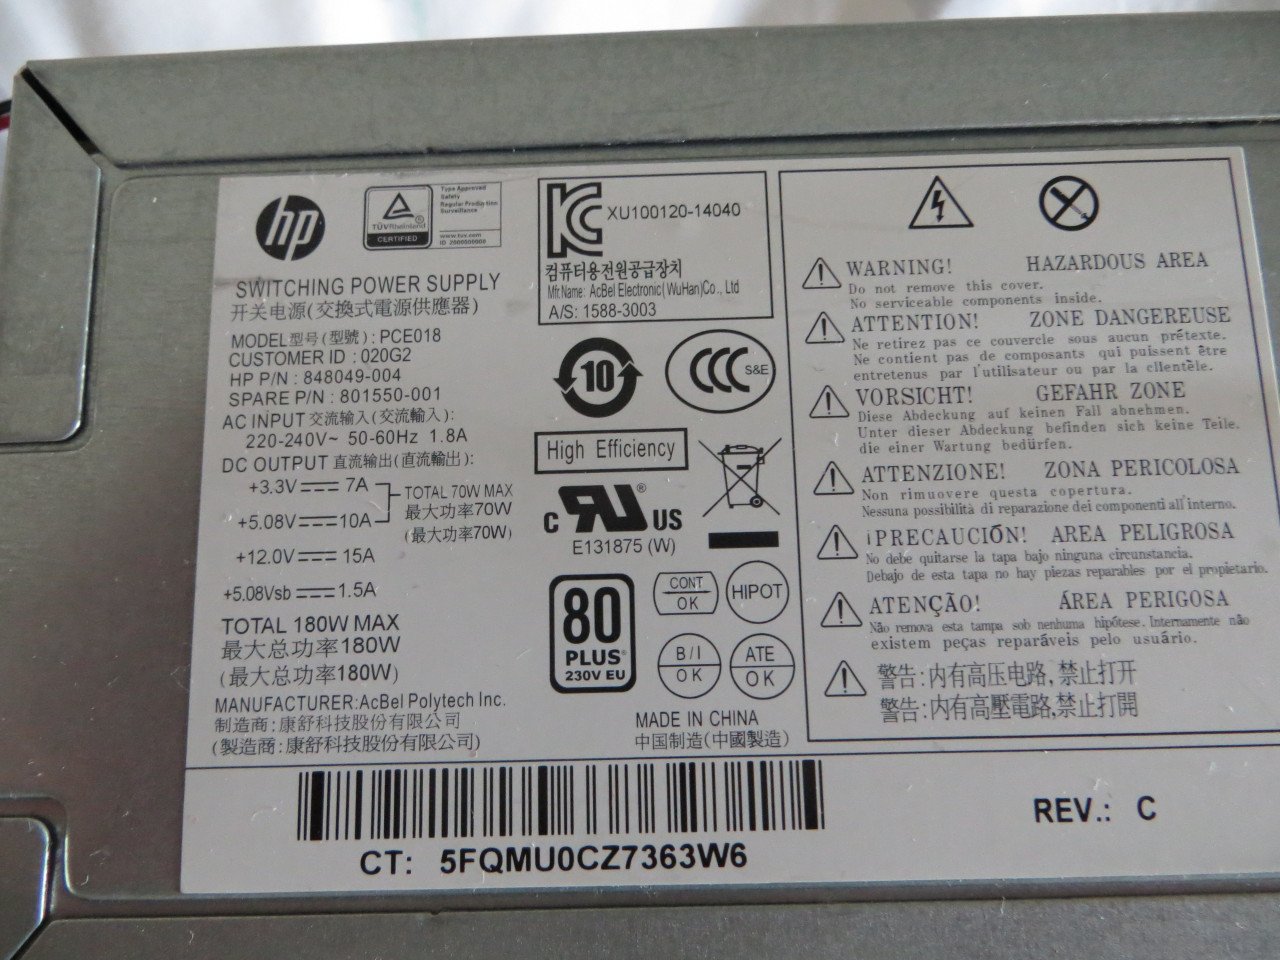 hp
TÜVRheinland
CERTIFIED
Type Approved
Safety
Regular Production
Surveillance
www.tuv.com
ID 2000000000
SWITCHING POWER SUPPLY
开关电源(交換式電源供應器)
MODEL型号(型號): PCE018
CUSTOMER ID : 020G2
HP P/N : 848049-004
SPARE P/N : 801550-001
AC INPUT 交流输入(交流輸入):
220-240V~ 50-60Hz 1.8A
DC OUTPUT 直流输出(直流輸出):
+3.3V 7A
+5.08V 10A
TOTAL 70W MAX
最大功率70W
(最大功率70W)
+12.0V 15A
+5.08Vsb 1.5A
TOTAL 180W MAX
最大总功率180W
(最大总功率180W)
MANUFACTURER:AcBel Polytech Inc.
制造商:康舒科技股份有限公司
(製造商:康舒科技股份有限公司)
XU100120-14040
컴퓨터용전원공급장치
Mfr.Name: AcBel Electronic(WuHan)Co., Ltd
A/S: 1588-3003
10
CCC S&E
High Efficiency
c RU ® US
E131875 (W)
80
PLUS®
230V EU
CONT
OK
HIPOT
B/I
OK
ATE
OK
MADE IN CHINA
中国制造(中國製造)
WARNING! HAZARDOUS AREA
Do not remove this cover.
No serviceable components inside.
ATTENTION! ZONE DANGEREUSE
Ne retirez pas ce couvercle sous aucun prétexte.
Ne contient pas de composants qui puissent être
entretenus par l'utilisateur ou par la clientèle.
VORSICHT! GEFAHR ZONE
Diese Abdeckung auf keinen Fall abnehmen.
Unter dieser Abdeckung befinden sich keine Teile.
die einer Wartung bedürfen.
ATTENZIONE! ZONA PERICOLOSA
Non rimuovere questa copertura.
Nessuna possibilità di reparazione dei componenti all'interno.
¡PRECAUCIÓN! AREA PELIGROSA
No debe quitarse la tapa bajo ninguna circunstancia.
Debajo de esta tapa no hay piezas reparables por el propietario.
ATENÇÃO! ÁREA PERIGOSA
Não remova esta tampa sob nenhuma hipótese. Internamente não
existem peças reparáveis pelo usuário.
警告:内有高压电路,禁止打开
警告:內有高壓電路,禁止打開
CT: 5FQMU0CZ7363W6
REV.: C